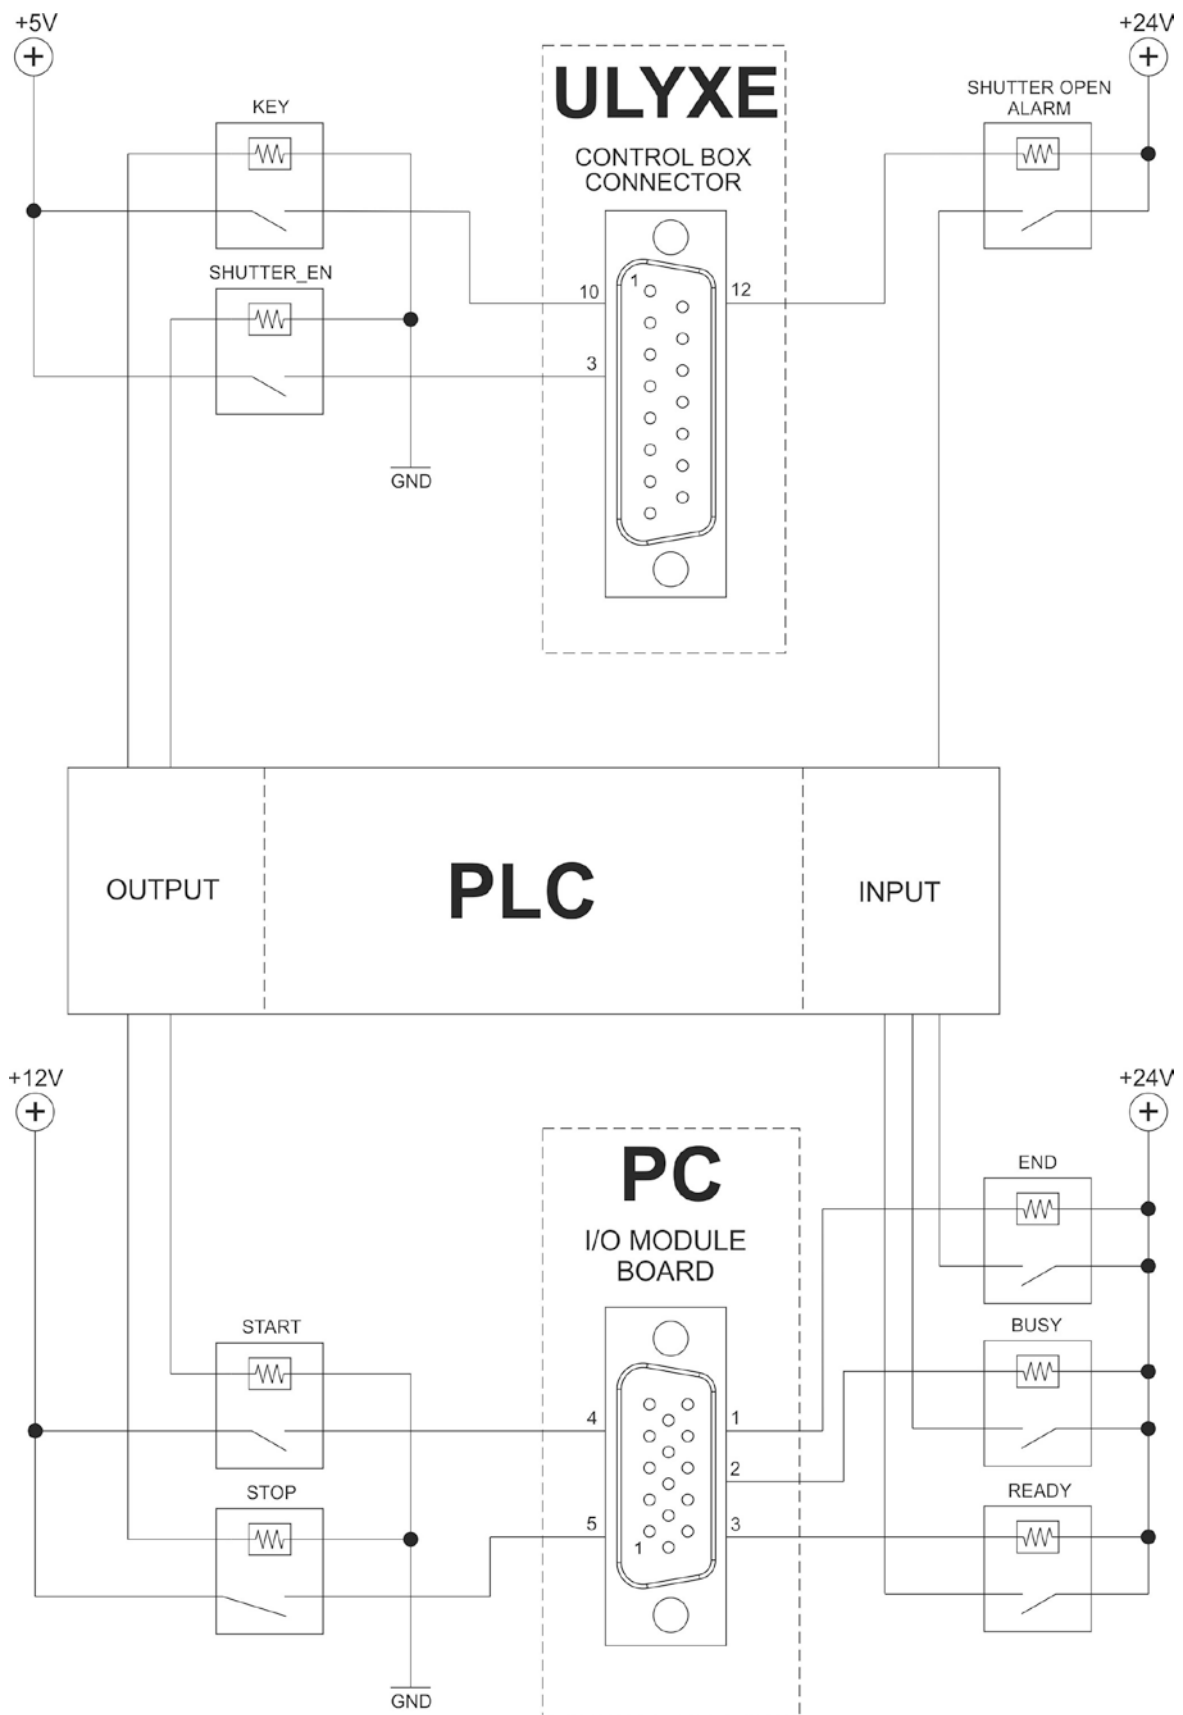 +5V
+24V
ULYXE
SHUTTER OPEN
ALARM
KEY
CONTROL BOX
CONNECTOR
SHUTTER_EN
10
1
12
3
GND
OUTPUT
PLC
INPUT
+12V
+24V
PC
END
I/O MODULE
BOARD
START
BUSY
4
1
2
STOP
READY
5
3
1
GND